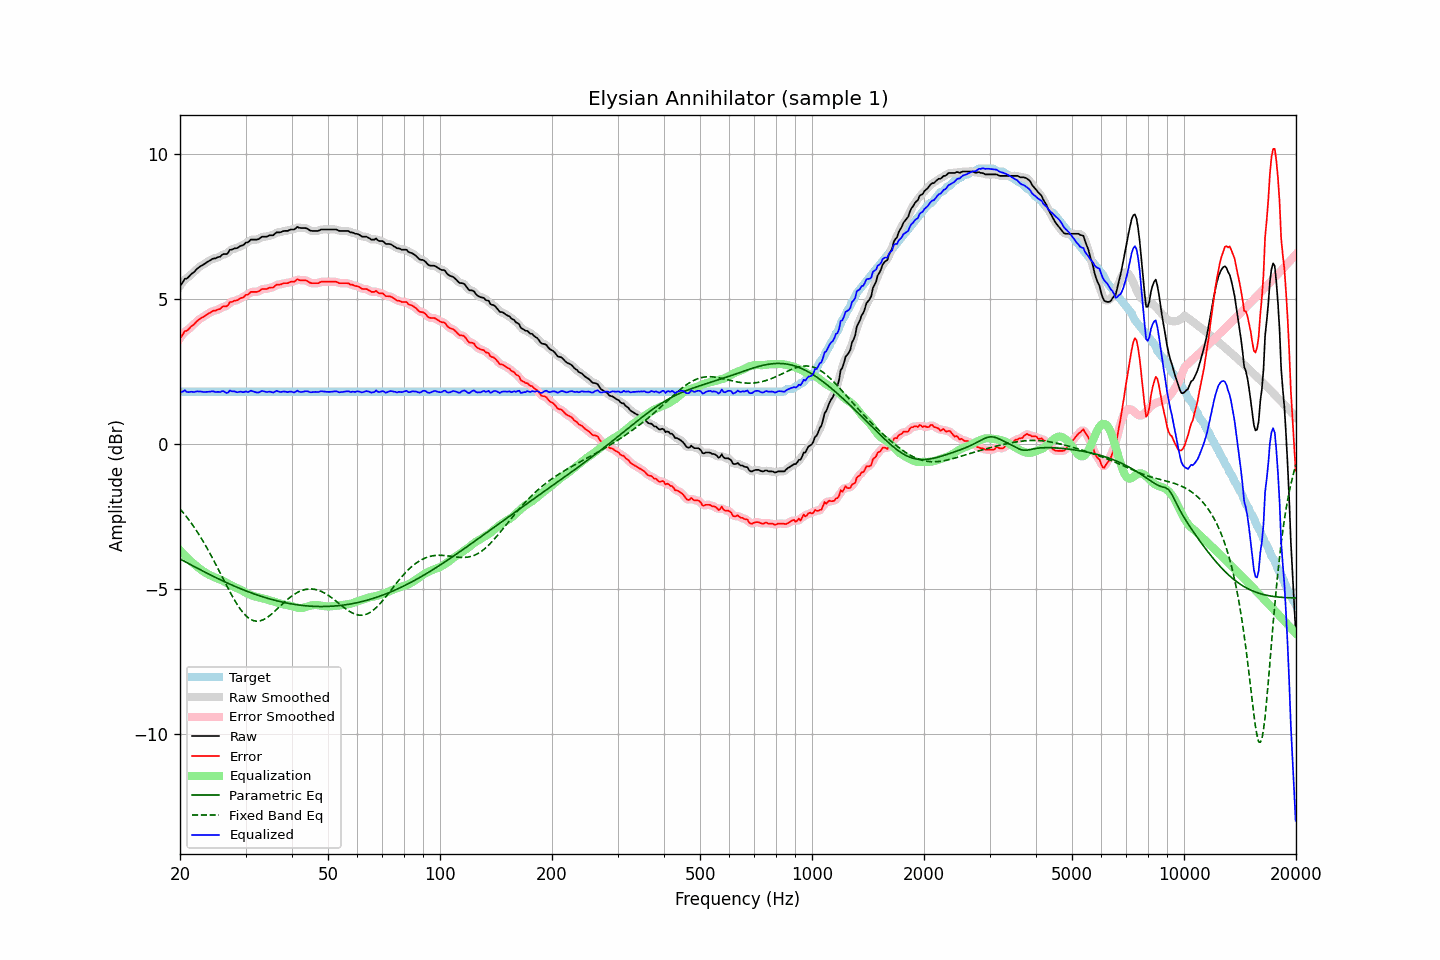 Elysian Annihilator (sample 1)
10
5
0
−5
−10
Amplitude (dBr)
Target
Raw Smoothed
Error Smoothed
Raw
Error
Equalization
Parametric Eq
Fixed Band Eq
Equalized
20 50 100 200 500 1000 2000 5000 10000 20000
Frequency (Hz)